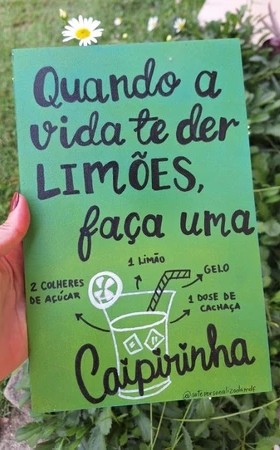 Quando a
vida te der
LIMÕES,
faça uma
1 LIMÃO
GELO
2 COLHERES
DE AÇÚCAR
1 DOSE DE
CACHAÇA
Caipirinha